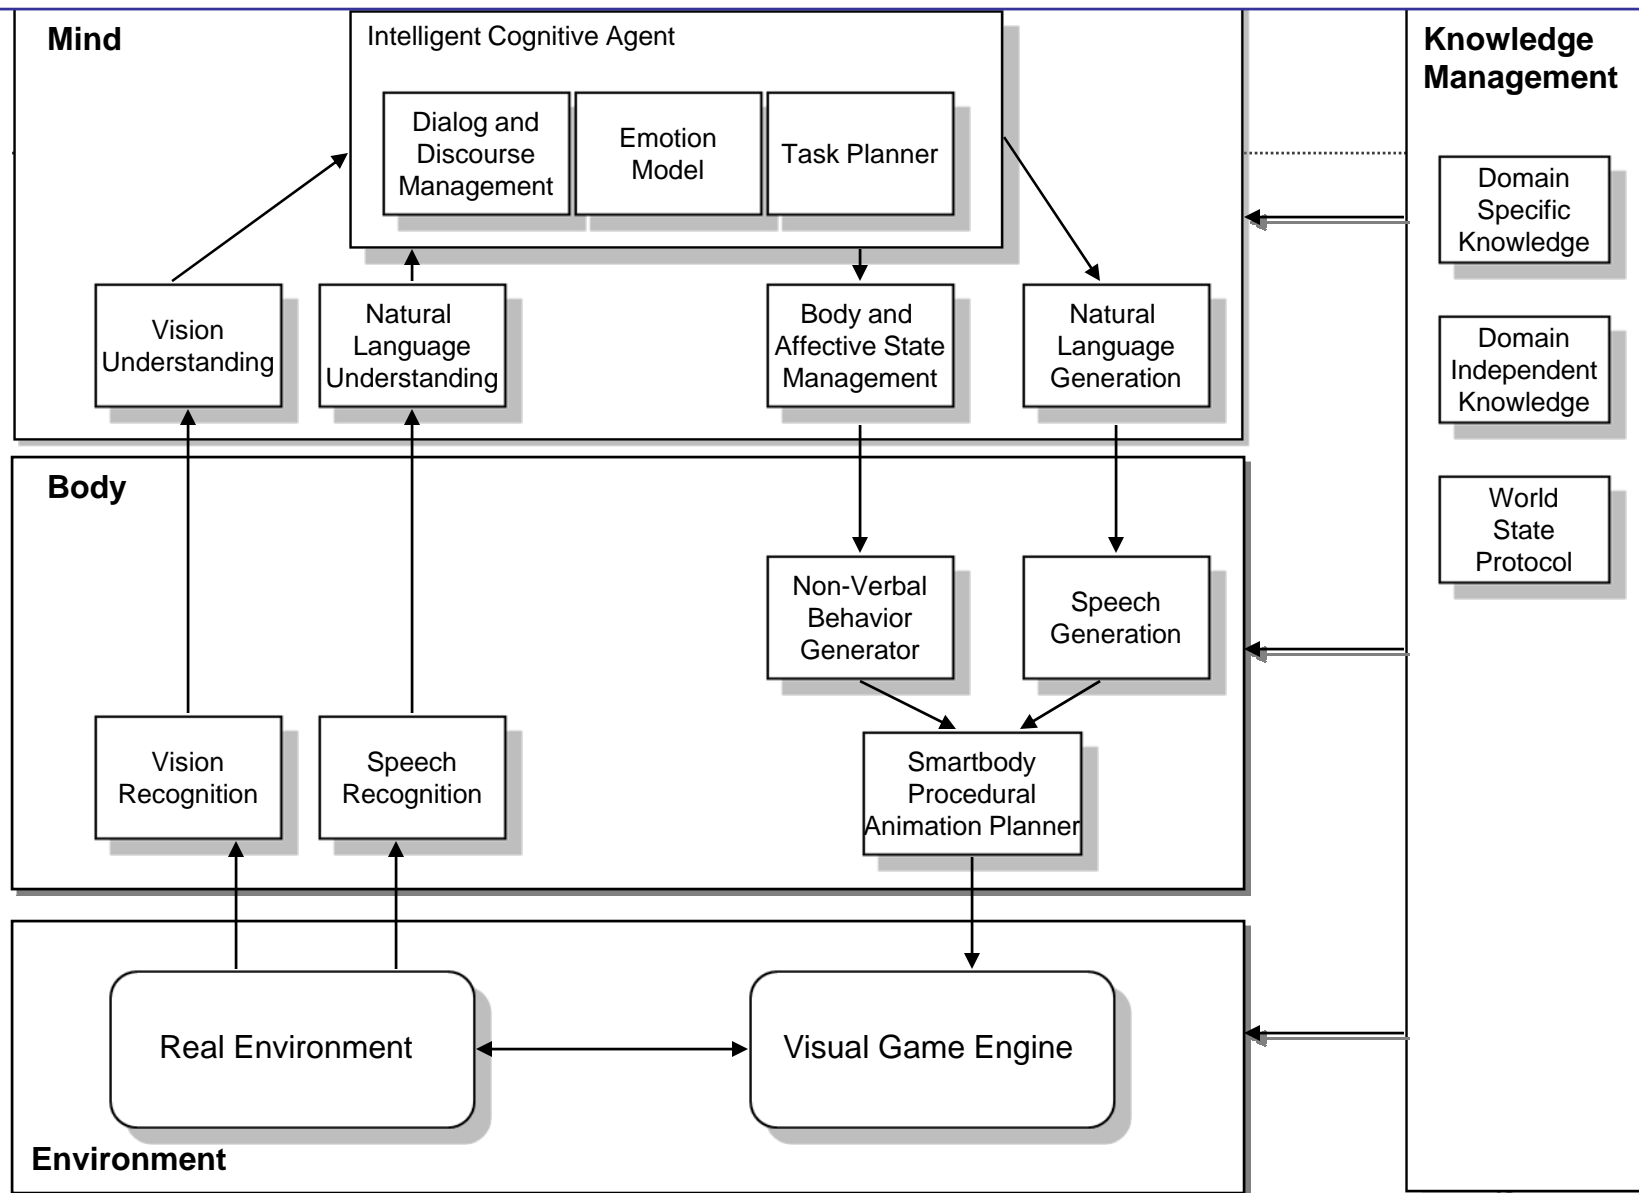 Mind
Intelligent Cognitive Agent
Dialog and
Discourse
Management
Emotion
Model
Task Planner
Vision
Understanding
Natural
Language
Understanding
Body and
Affective State
Management
Natural
Language
Generation
Body
Non-Verbal
Behavior
Generator
Speech
Generation
Vision
Recognition
Speech
Recognition
Smartbody
Procedural
Animation Planner
Real Environment
Visual Game Engine
Environment
Knowledge
Management
Domain
Specific
Knowledge
Domain
Independent
Knowledge
World
State
Protocol